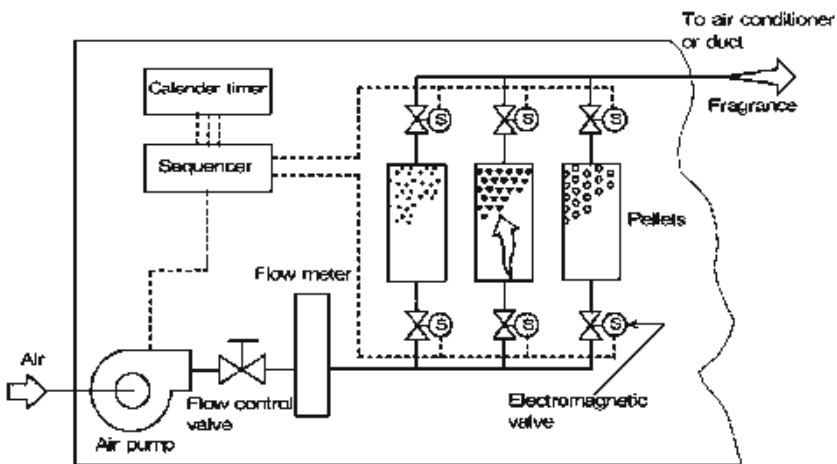 To air conditioner
or duct
Fragrance
Calender timer
Sequencer
S S S
Pellets
Flow meter
S S S
Air
Flow control
valve
Air pump
Electromagnetic
valve